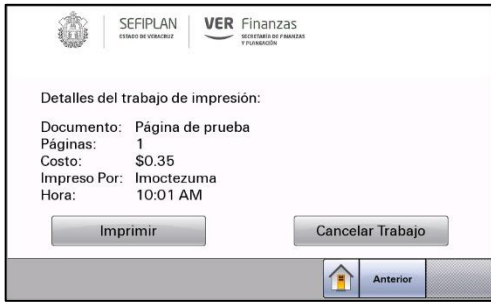 SEFIPLAN
ESTADO DE VERACRUZ
VER Finanzas
SECRETARÍA DE FINANZAS
Y PLANEACIÓN
Detalles del trabajo de impresión:
Documento: Página de prueba
Páginas: 1
Costo: $0.35
Impreso Por: lmoctezuma
Hora: 10:01 AM
Imprimir Cancelar Trabajo
Anterior